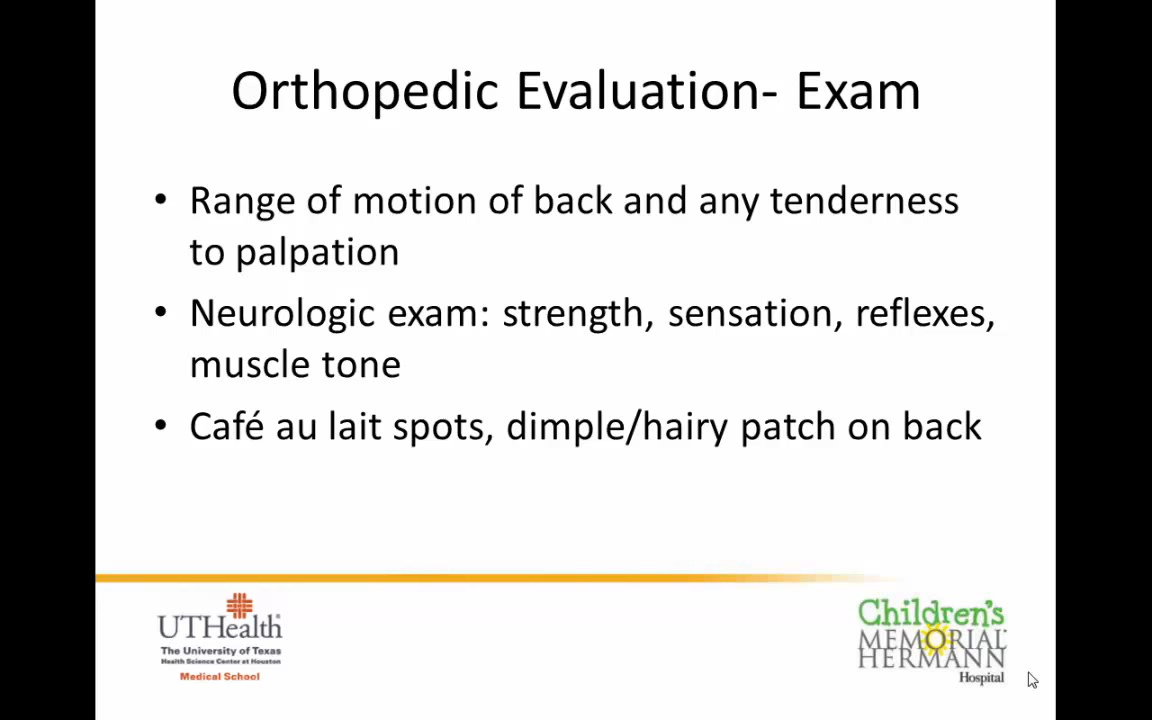 Orthopedic Evaluation- Exam
• Range of motion of back and any tenderness
to palpation
• Neurologic exam: strength, sensation, reflexes,
muscle tone
• Café au lait spots, dimple/hairy patch on back
UTHealth
The University of Texas
Health Science Center at Houston
Medical School
Children's
MEMORIAL
HERMANN
Hospital